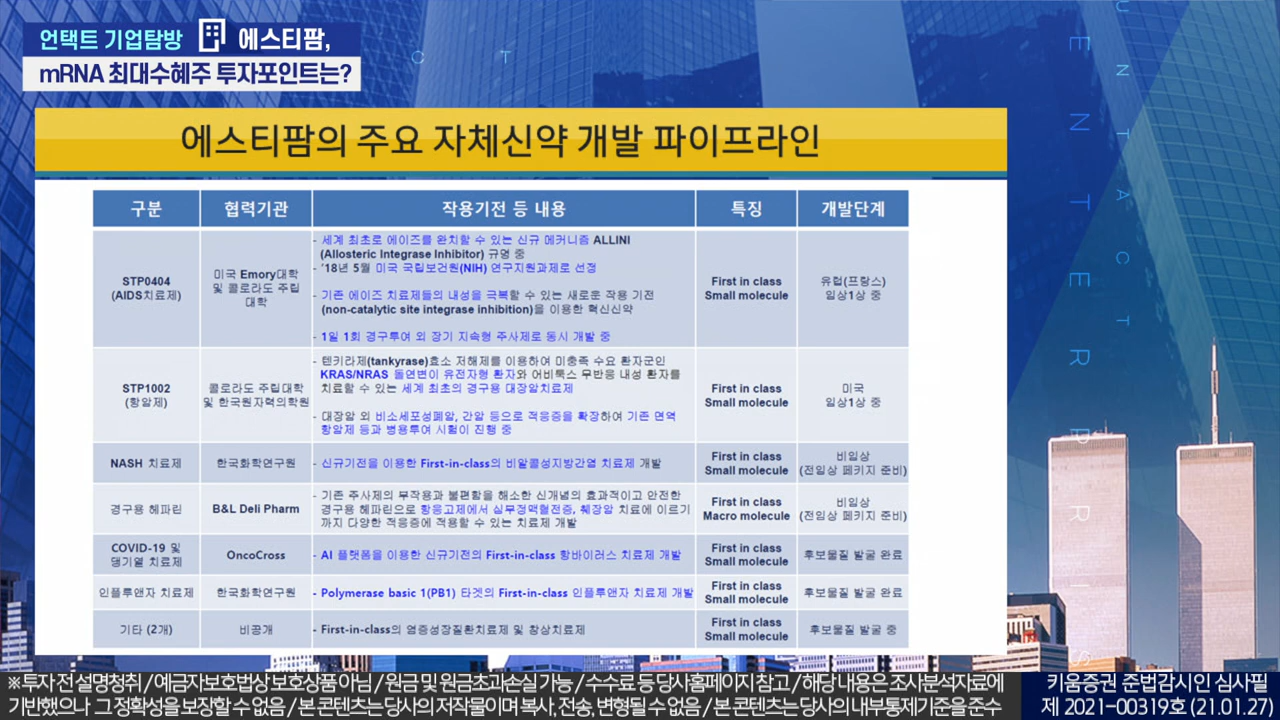 언택트 기업탐방 에스티팜,
mRNA 최대수혜주 투자포인트는?
UNTACT
ENTERPRIS
C T
에스티팜의 주요 자체신약 개발 파이프라인
구분 협력기관 작용기전 등 내용 특징 개발단계
STP0404
(AIDS치료제)
미국 Emory대학
및 콜로라도 주립
대학
- 세계 최초로 에이즈를 완치할 수 있는 신규 메커니즘 ALLINI
(Allosteric Integrase Inhibitor) 규명 중
- '18년 5월 미국 국립보건원(NIH) 연구지원과제로 선정
- 기존 에이즈 치료제들의 내성을 극복할 수 있는 새로운 작용 기전
(non-catalytic site integrase inhibition)을 이용한 혁신신약
- 1일 1회 경구투여 외 장기 지속형 주사제로 동시 개발 중
First in class
Small molecule
유럽(프랑스)
임상1상 중
STP1002
(항암제)
콜로라도 주립대학
및 한국원자력의학원
- 텐키라제(tankyrase)효소 저해제를 이용하여 미충족 수요 환자군인
KRAS/NRAS 돌연변이 유전자형 환자와 어비툭스 무반응 내성 환자를
치료할 수 있는 세계 최초의 경구용 대장암치료제
- 대장암 외 비소세포성폐암, 간암 등으로 적응증을 확장하여 기존 면역
항암제 등과 병용투여 시험이 진행 중
First in class
Small molecule
미국
임상1상 중
NASH 치료제
한국화학연구원
- 신규기전을 이용한 First-in-class의 비알콜성지방간열 치료제 개발
First in class
Small molecule
비임상
(전임상 패키지 준비)
경구용 헤파린
B&L Deli Pharm
- 기존 주사제의 부작용과 불편함을 해소한 신개념의 효과적이고 안전한
경구용 헤파린으로 항응고제에서 심부정맥혈전증, 췌장암 치료에 이르기
까지 다양한 적응증에 적용할 수 있는 치료제 개발
First in class
Macro molecule
비임상
(전임상 패키지 준비)
COVID-19 및
댕기열 치료제
OncoCross
- AI 플랫폼을 이용한 신규기전의 First-in-class 항바이러스 치료제 개발
First in class
Small molecule
후보물질 발굴 완료
인플루앤자 치료제
한국화학연구원
- Polymerase basic 1(PB1) 타겟의 First-in-class 인플루앤자 치료제 개발
First in class
Small molecule
후보물질 발굴 완료
기타 (2개)
비공개
- First-in-class의 염증성장질환치료제 및 창상치료제
First in class
Small molecule
후보물질 발굴 중
※투자 전 설명청취 / 예금자보호법상 보호상품 아님 / 원금 및 원금초과손실 가능 / 수수료 등 당사홈페이지 참고 / 해당 내용은 조사분석자료에
기반했으나 그 정확성을 보장할 수 없음 / 본 콘텐츠는 당사의 저작물이며 복사, 전송, 변형될 수 없음 / 본 콘텐츠는 당사의 내부통제기준을 준수
키움증권 준법감시인 심사필
제 2021-00319호 (21.01.27)